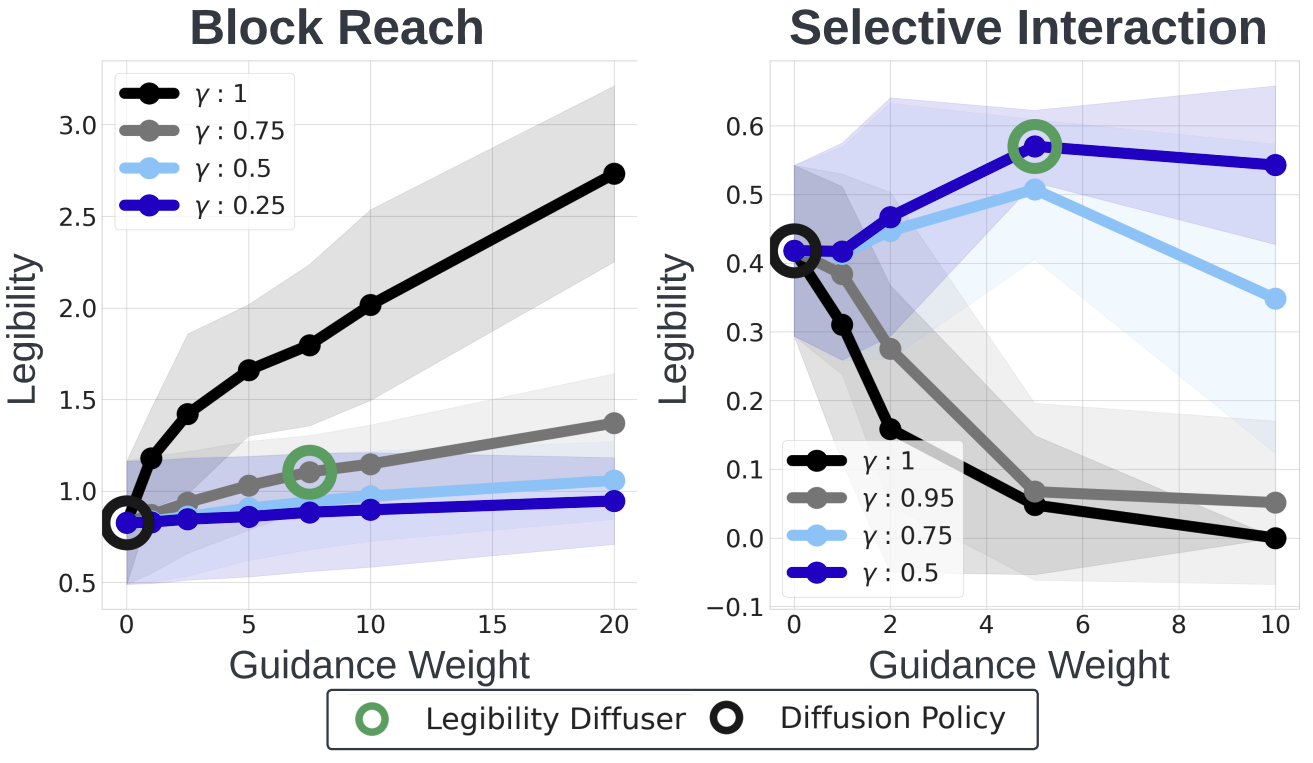 Block Reach
Legibility
3.0
2.5
2.0
1.5
1.0
0.5
γ : 1
γ : 0.75
γ : 0.5
γ : 0.25
0 5 10 15 20
Guidance Weight
Selective Interaction
Legibility
0.6
0.5
0.4
0.3
0.2
0.1
0.0
−0.1
γ : 1
γ : 0.95
γ : 0.75
γ : 0.5
0 2 4 6 8 10
Guidance Weight
Legibility Diffuser Diffusion Policy